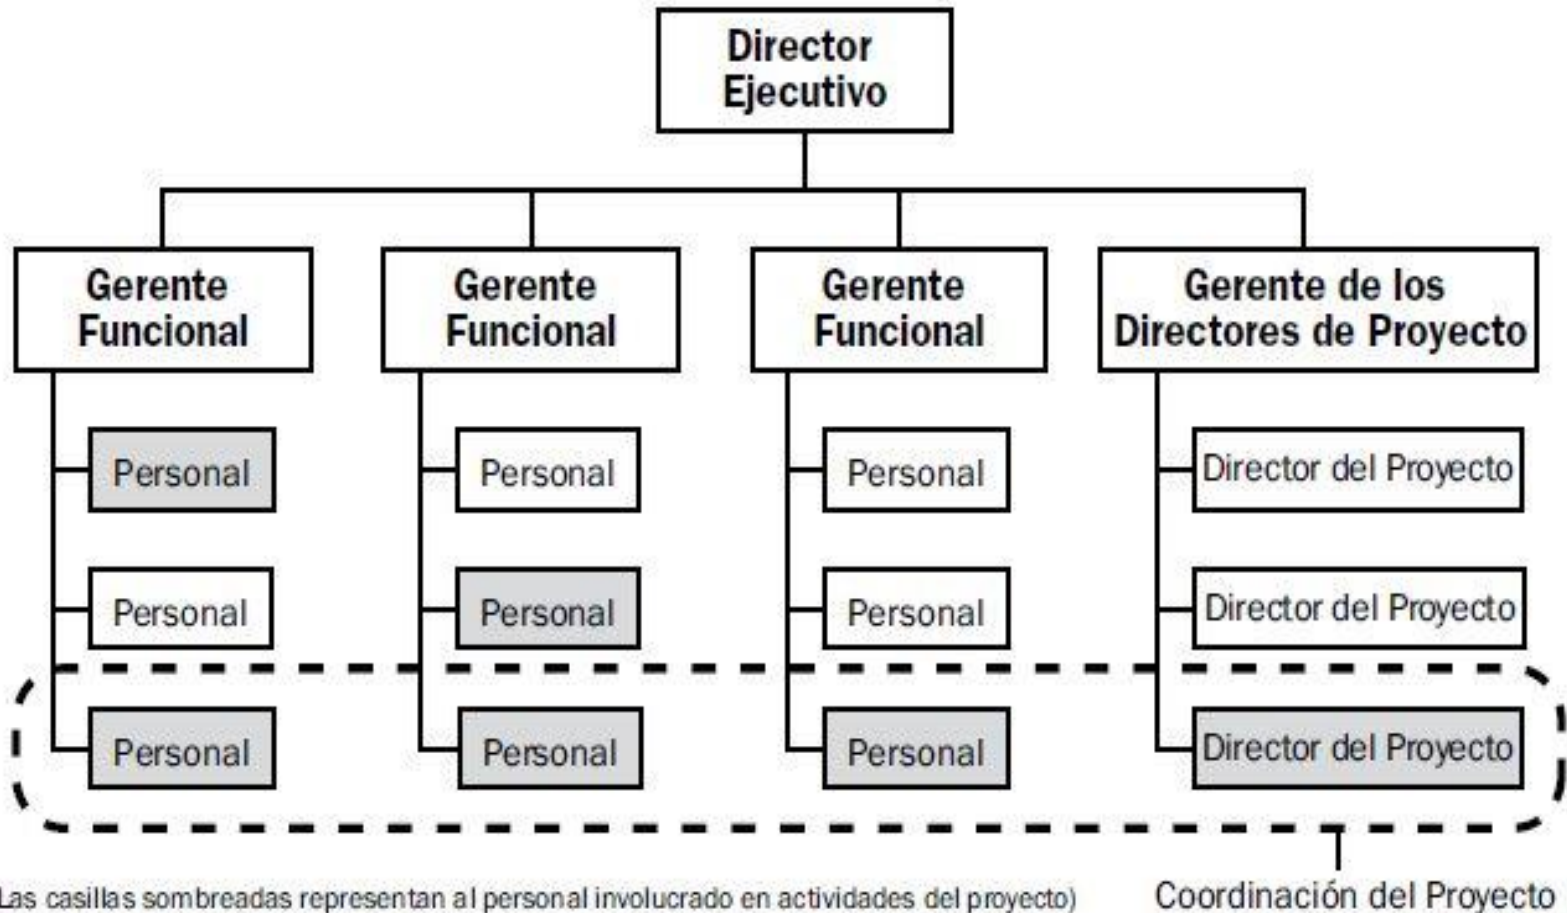 Director
Ejecutivo
Gerente
Funcional
Gerente
Funcional
Gerente
Funcional
Gerente de los
Directores de Proyecto
Personal
Personal
Personal
Director del Proyecto
Personal
Personal
Personal
Director del Proyecto
Personal
Personal
Personal
Director del Proyecto
Las casillas sombreadas representan al personal involucrado en actividades del proyecto)
Coordinación del Proyecto